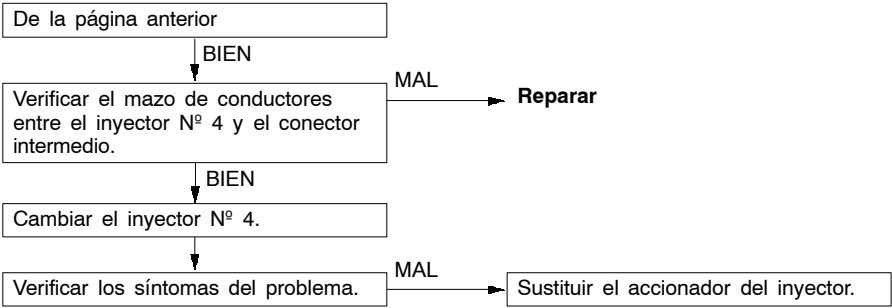 De la página anterior
BIEN
Verificar el mazo de conductores
entre el inyector Nº 4 y el conector
intermedio.
MAL
Reparar
BIEN
Cambiar el inyector Nº 4.
Verificar los síntomas del problema.
MAL
Sustituir el accionador del inyector.